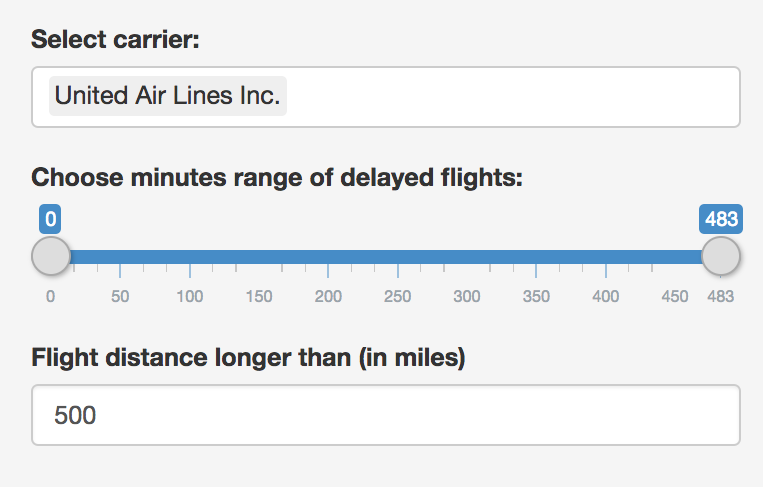 Select carrier:
United Air Lines Inc.
Choose minutes range of delayed flights:
0 483
0 50 100 150 200 250 300 350 400 450 483
Flight distance longer than (in miles)
500